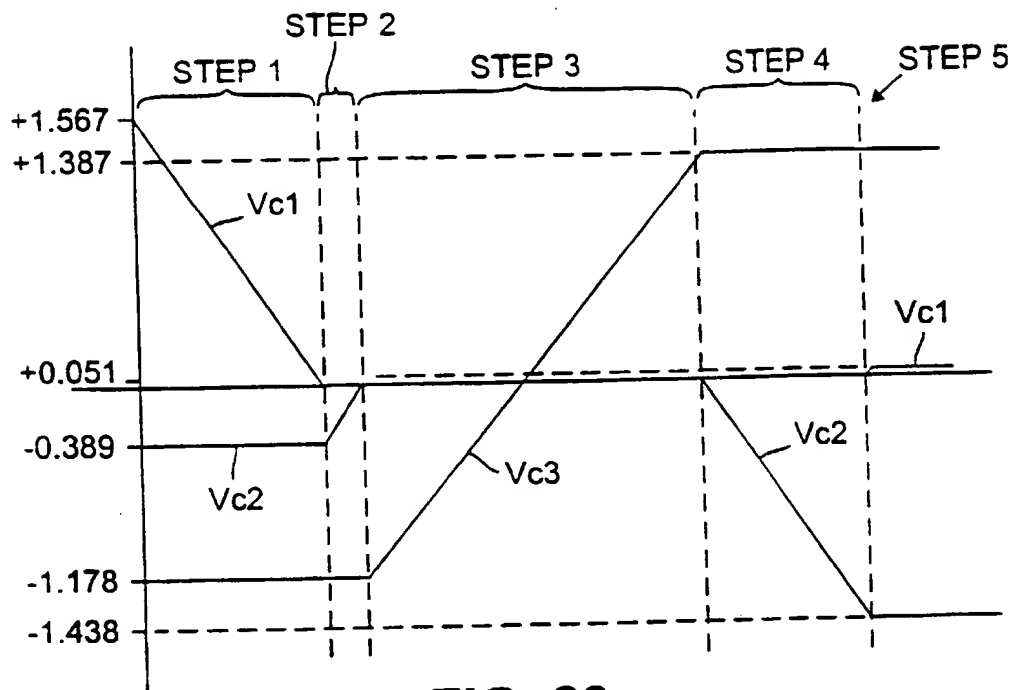 STEP 2
STEP 1
STEP 3
STEP 4
STEP 5
+1.567
+1.387
Vc1
Vc1
+0.051
-0.389
Vc2
Vc2
Vc3
-1.178
-1.438